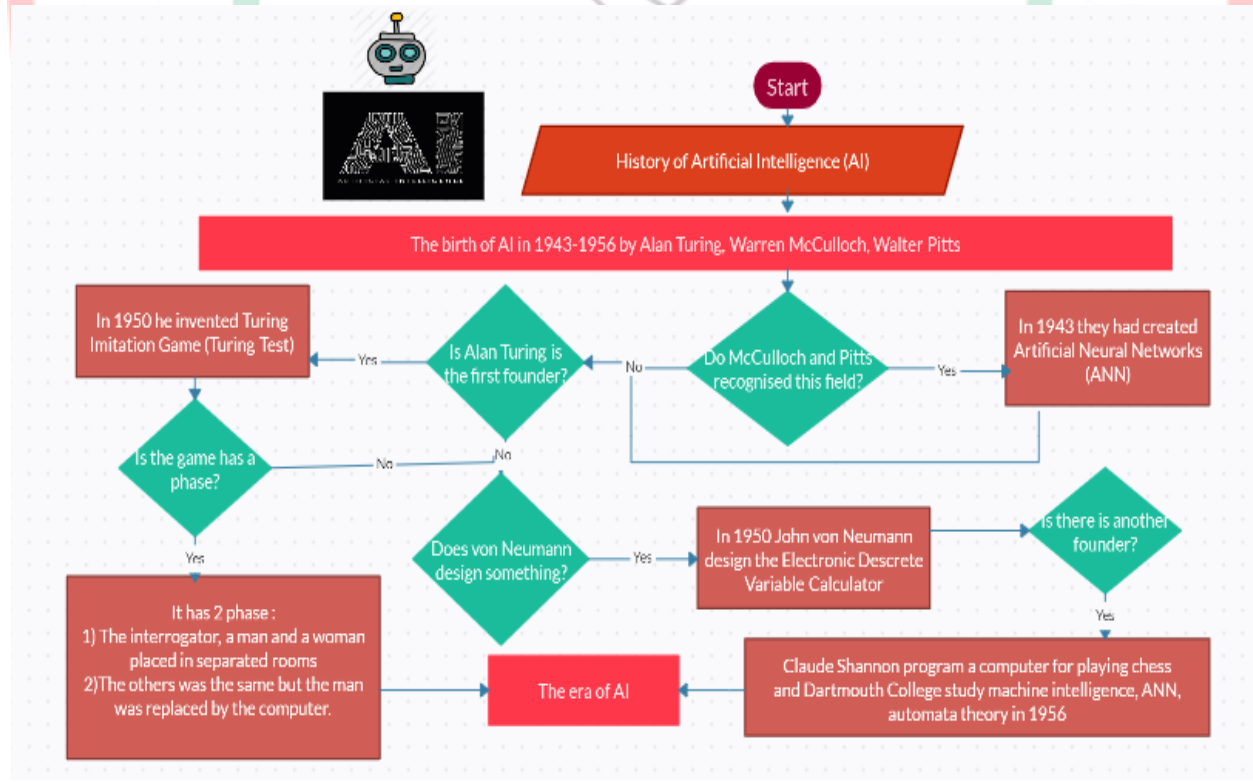 Start
ARTIFICIAL INTELLIGENCE
History of Artificial Intelligence (AI)
The birth of AI in 1943-1956 by Alan Turing, Warren McCulloch, Walter Pitts
In 1950 he invented Turing
Imitation Game (Turing Test)
Yes
Is Alan Turing is
the first founder?
No
Do McCulloch and Pitts
recognised this field?
Yes
In 1943 they had created
Artificial Neural Networks
(ANN)
Is the game has a
phase?
No
No
Yes
Does von Neumann
design something?
Yes
In 1950 John von Neumann
design the Electronic Descrete
Variable Calculator
Is there is another
founder?
Yes
It has 2 phase :
1) The interrogator, a man and a woman
placed in separated rooms
2)The others was the same but the man
was replaced by the computer.
The era of AI
Claude Shannon program a computer for playing chess
and Dartmouth College study machine intelligence, ANN,
automata theory in 1956